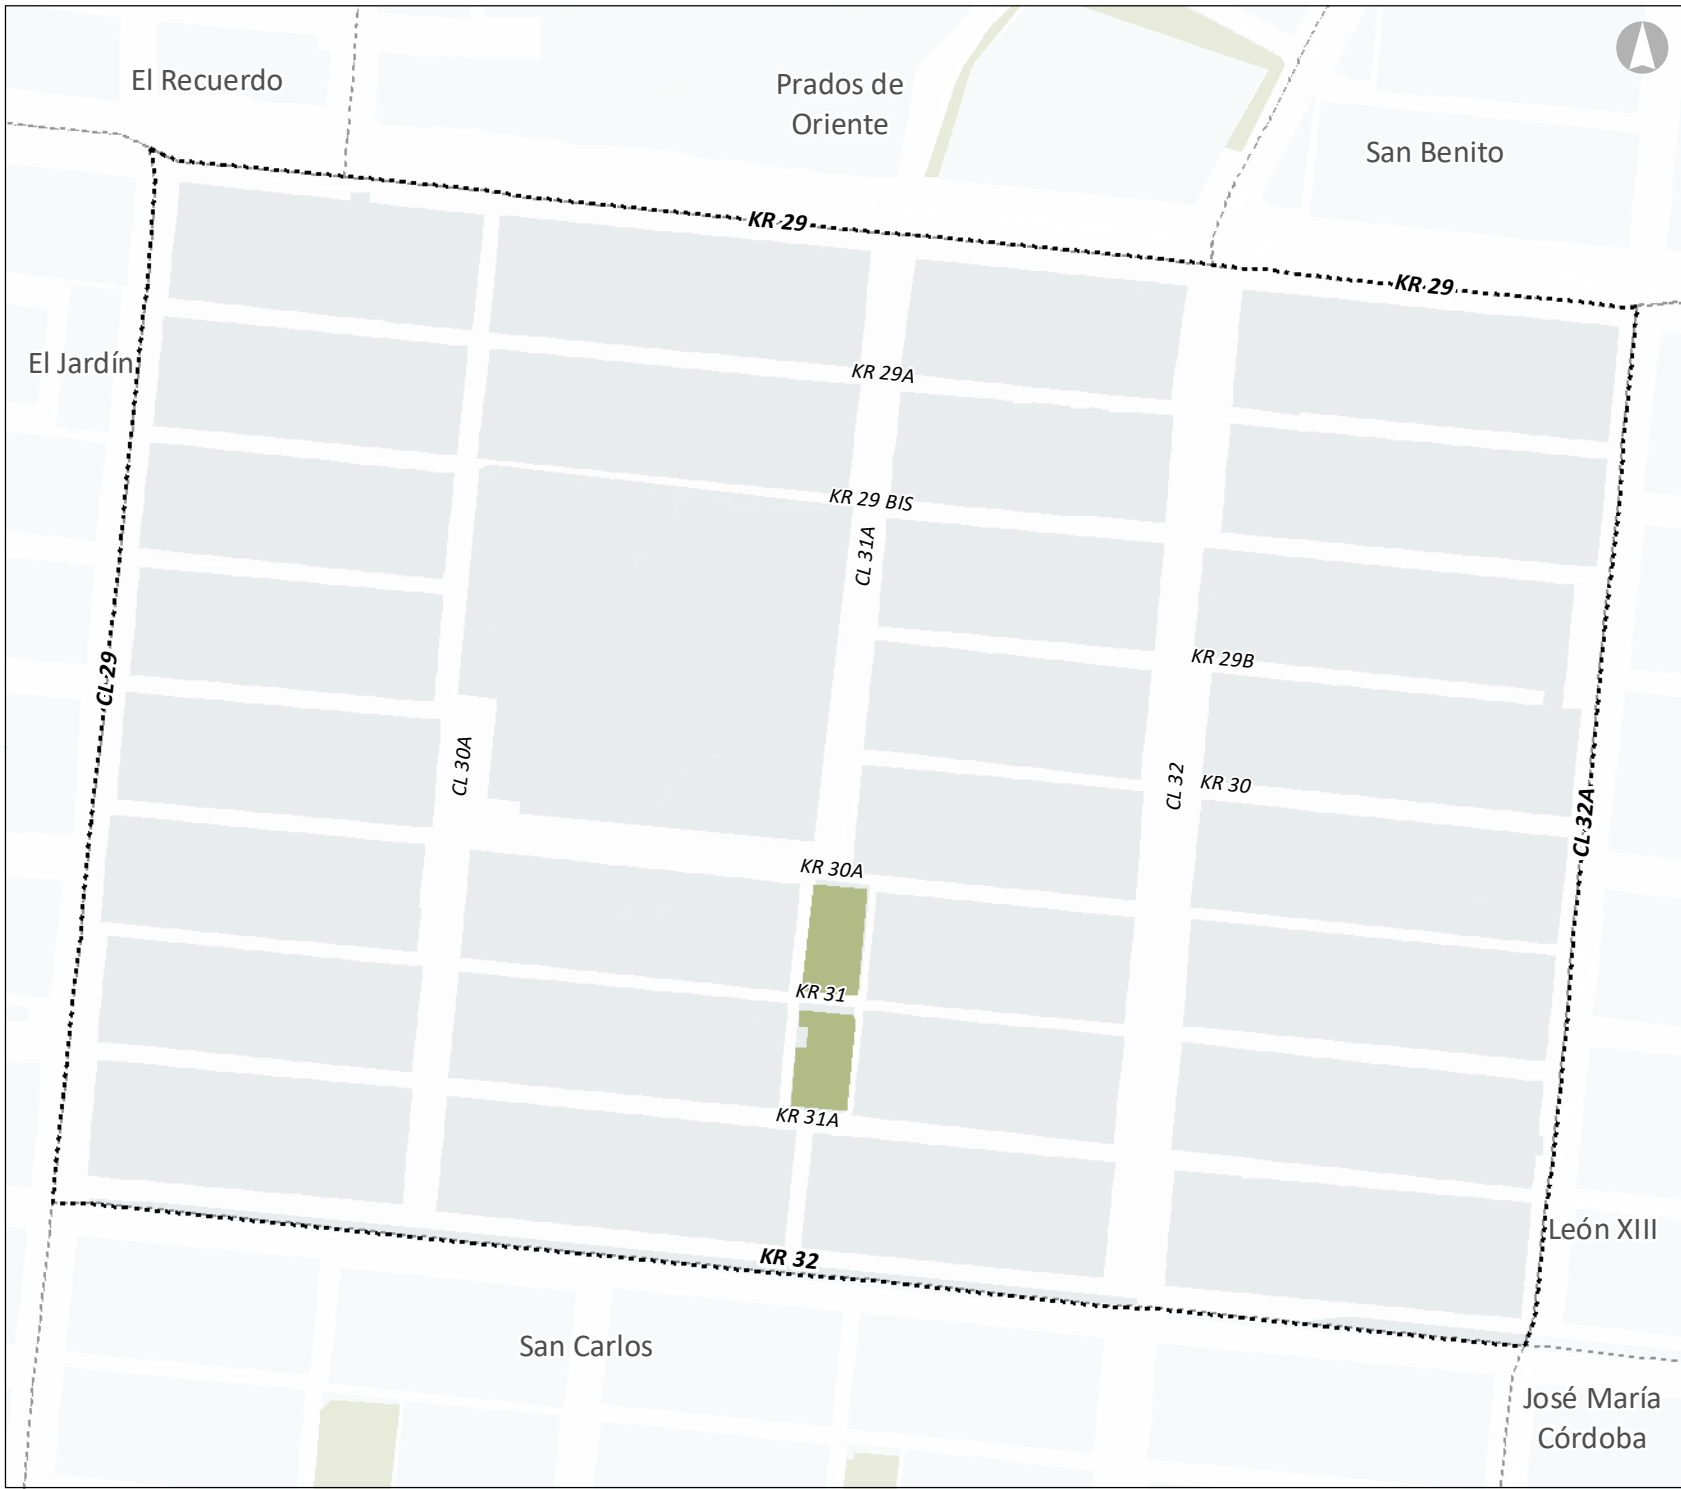 El Recuerdo
Prados de
Oriente
San Benito
KR 29
KR 29
El Jardín
KR 29A
KR 29 BIS
CL 31A
CL 29
KR 29B
CL 30A
CL 32
KR 30
CL 32A
KR 30A
KR 31
KR 31A
León XIII
KR 32
San Carlos
José María
Córdoba